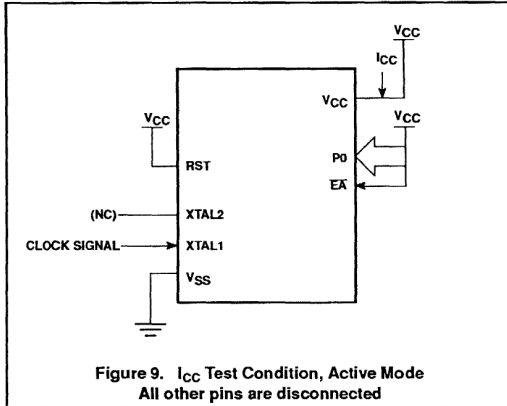 VCC
ICC
VCC
VCC
VCC
P0
RST
EA
(NC)
XTAL2
CLOCK SIGNAL
XTAL1
VSS
Figure 9. ICC Test Condition, Active Mode
All other pins are disconnected